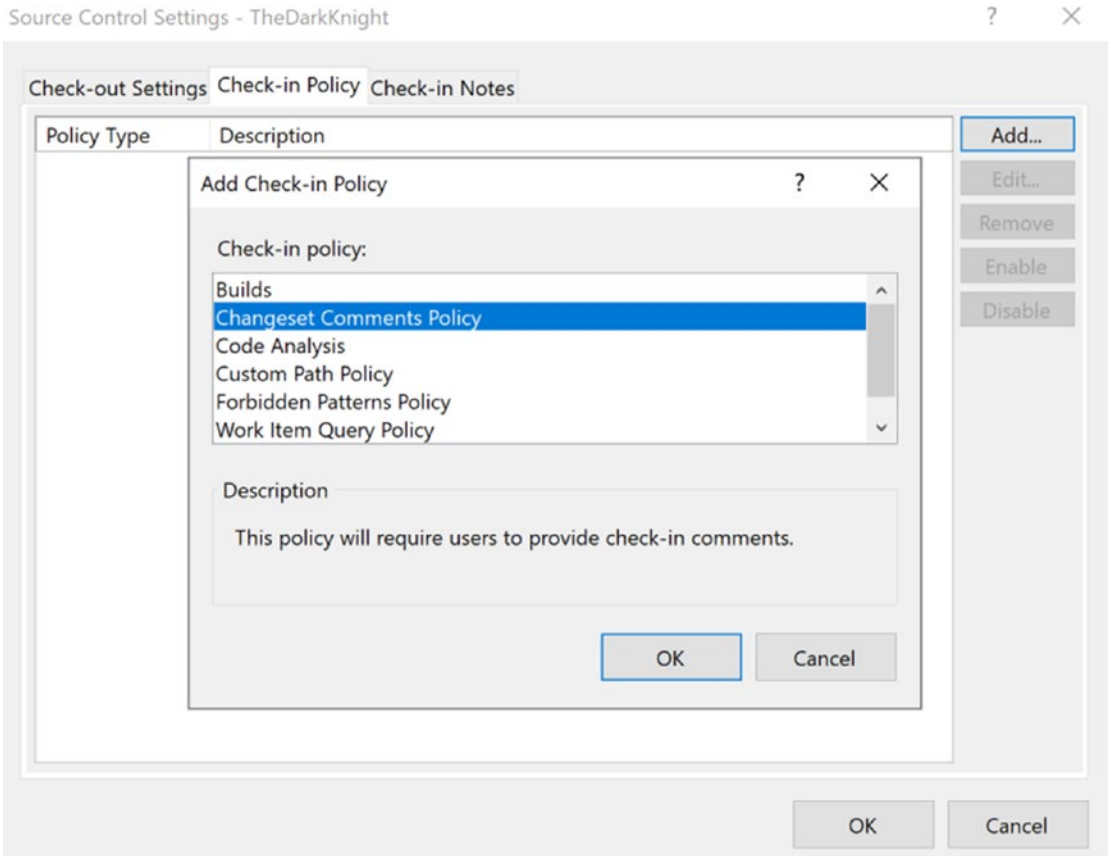 Source Control Settings - TheDarkKnight ?
Check-out Settings Check-in Policy Check-in Notes
Policy Type Description Add...
Add Check-in Policy ? Edit...
Remove
Check-in policy:
Enable
Builds
Changeset Comments Policy Disable
Code Analysis
Custom Path Policy
Forbidden Patterns Policy
Work Item Query Policy
Description
This policy will require users to provide check-in comments.
OK Cancel
OK Cancel